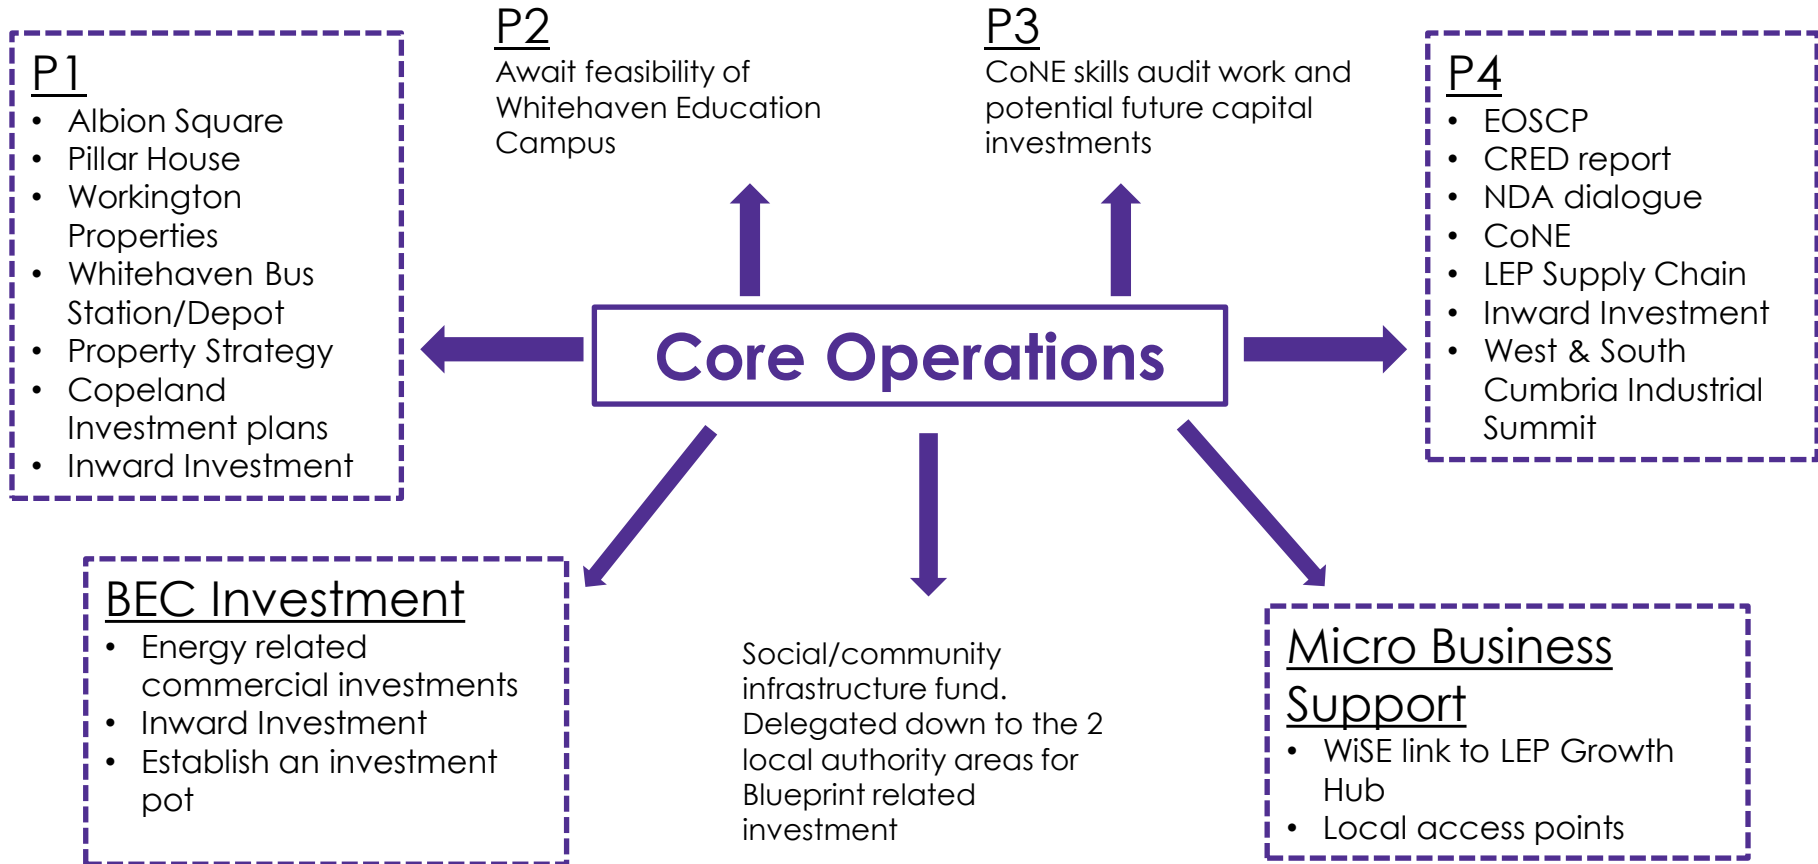 P1
• Albion Square
• Pillar House
• Workington
Properties
• Whitehaven Bus
Station/Depot
• Property Strategy
• Copeland
Investment plans
• Inward Investment
P2
Await feasibility of
Whitehaven Education
Campus
P3
CoNE skills audit work and
potential future capital
investments
P4
• EOSCP
• CRED report
• NDA dialogue
• CoNE
• LEP Supply Chain
• Inward Investment
• West & South
Cumbria Industrial
Summit
Core Operations
BEC Investment
• Energy related
commercial investments
• Inward Investment
• Establish an investment
pot
Social/community
infrastructure fund.
Delegated down to the 2
local authority areas for
Blueprint related
investment
Micro Business
Support
• WiSE link to LEP Growth
Hub
• Local access points